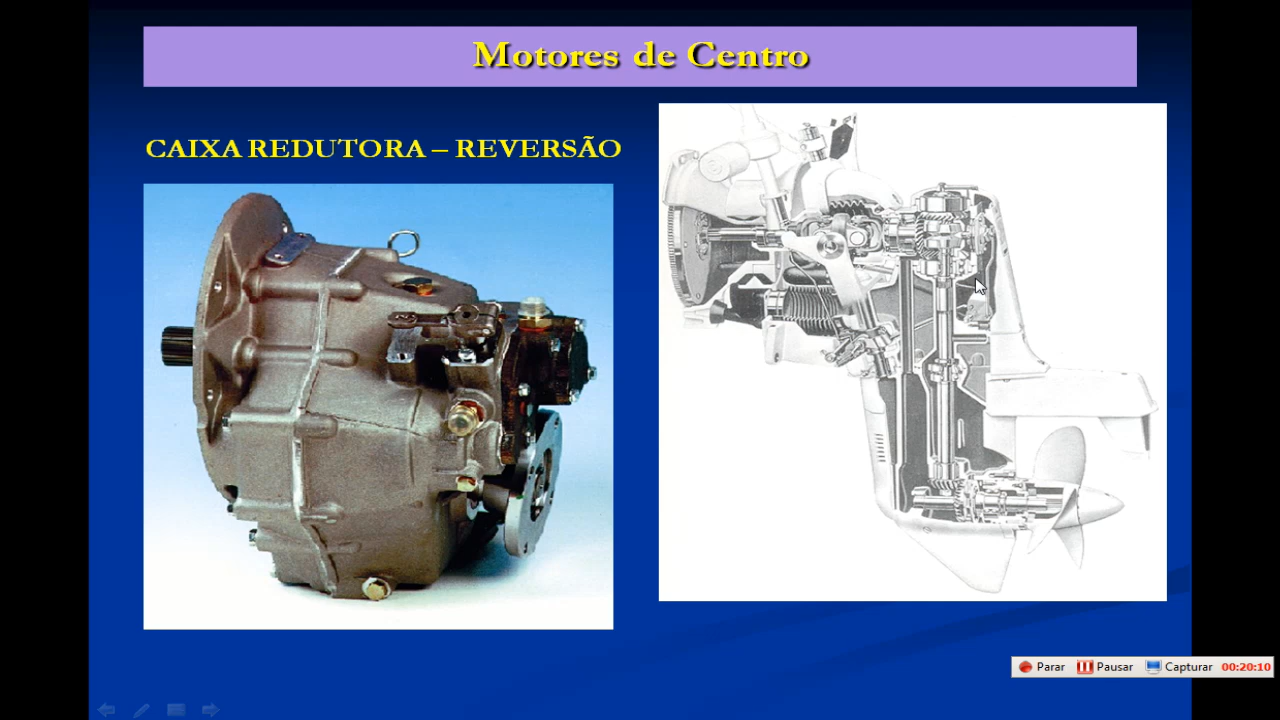 Motores de Centro
CAIXA REDUTORA – REVERSÃO
Parar Pausar Capturar 00:20:10